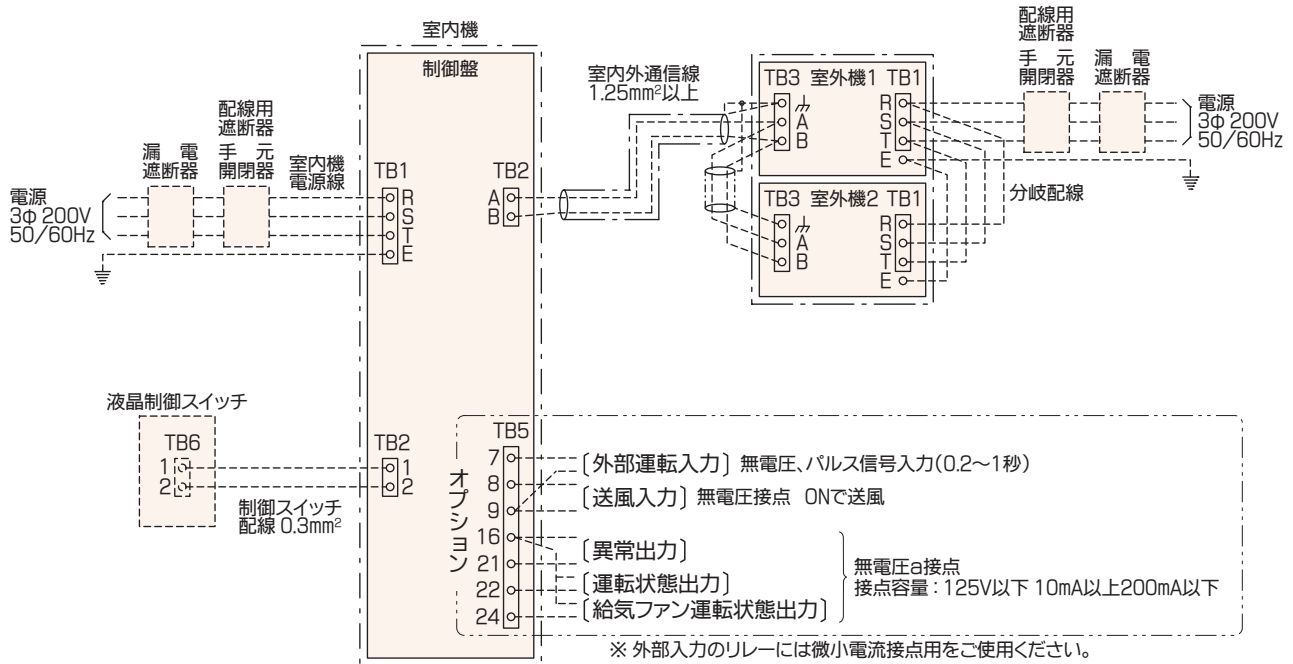 室内機
制御盤
室内外通信線
1.25mm²以上
TB3 室外機1 TB1
A
B
R
S
T
E
配線用
遮断器
手 元
開閉器
漏 電
遮断器
電源
3Φ 200V
50/60Hz
分岐配線
TB3 室外機2 TB1
A
B
R
S
T
E
配線用
遮断器
漏 電
遮断器
手 元
開閉器
室内機
電源線
電源
3Φ 200V
50/60Hz
TB1
R
S
T
E
TB2
A
B
液晶制御スイッチ
TB6
1
2
制御スイッチ
配線 0.3mm²
TB2
1
2
TB5
オプション
7
8
9
16
21
22
24
〔外部運転入力〕 無電圧、パルス信号入力(0.2~1秒)
〔送風入力〕 無電圧接点 ONで送風
〔異常出力〕
〔運転状態出力〕
〔給気ファン運転状態出力〕
無電圧a接点
接点容量:125V以下 10mA以上200mA以下
※ 外部入力のリレーには微小電流接点用をご使用ください。